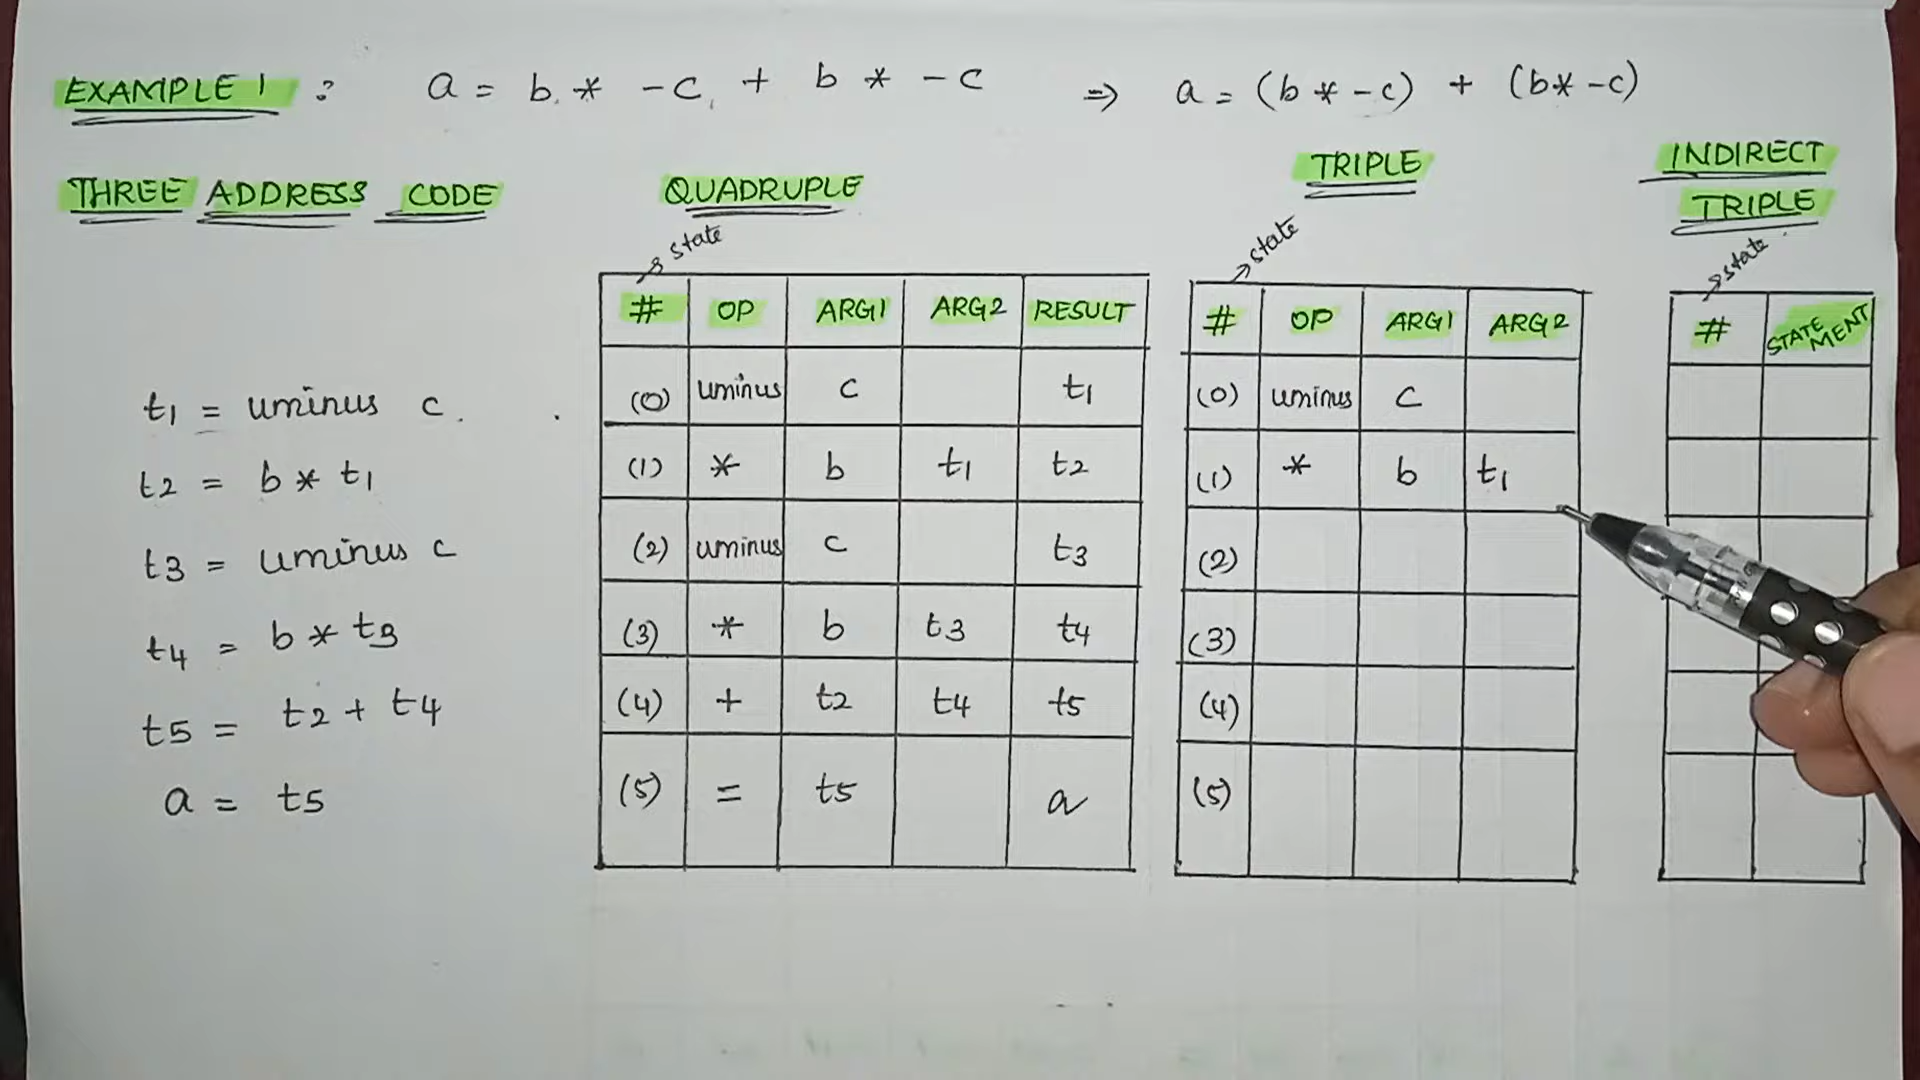 EXAMPLE 1 : a = b * -c + b * -c ⇒ a = (b * -c) + (b* -c)
THREE ADDRESS CODE
t1 = uminus c
t2 = b * t1
t3 = uminus c
t4 = b * t3
t5 = t2 + t4
a = t5
QUADRUPLE
→ state
# OP ARG1 ARG2 RESULT
(0) uminus c t1
(1) * b t1 t2
(2) uminus c t3
(3) * b t3 t4
(4) + t2 t4 t5
(5) = t5 a
TRIPLE
→ state
# OP ARG1 ARG2
(0) uminus c
(1) * b t1
(2)
(3)
(4)
(5)
INDIRECT
TRIPLE
→ state
# STATE
MENT